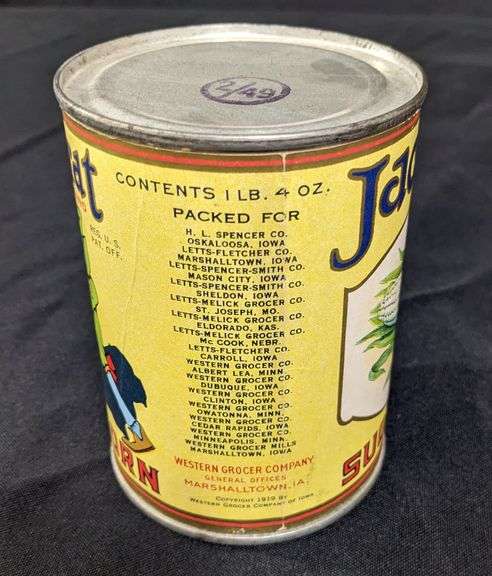 2/49
at
REG. U. S.
PAT. OFF.
CONTENTS 1 LB. 4 OZ.
PACKED FOR
H. L. SPENCER CO.
OSKALOOSA, IOWA
LETTS-FLETCHER CO.
MARSHALLTOWN, IOWA
LETTS-SPENCER-SMITH CO.
MASON CITY, IOWA
LETTS-SPENCER-SMITH CO.
SHELDON, IOWA
LETTS-MELICK GROCER CO.
ST. JOSEPH, MO.
LETTS-MELICK GROCER CO.
ELDORADO, KAS.
LETTS-MELICK GROCER CO.
Mc COOK, NEBR.
LETTS-FLETCHER CO.
CARROLL, IOWA
WESTERN GROCER CO.
ALBERT LEA, MINN.
WESTERN GROCER CO.
DUBUQUE, IOWA
WESTERN GROCER CO.
CLINTON, IOWA
WESTERN GROCER CO.
OWATONNA, MINN.
WESTERN GROCER CO.
CEDAR RAPIDS, IOWA
WESTERN GROCER CO.
MINNEAPOLIS, MINN.
WESTERN GROCER MILLS
MARSHALLTOWN, IOWA
WESTERN GROCER COMPANY
GENERAL OFFICES
MARSHALLTOWN, IA.
COPYRIGHT 1919 BY
WESTERN GROCER COMPANY OF IOWA
Ja
RN
SU